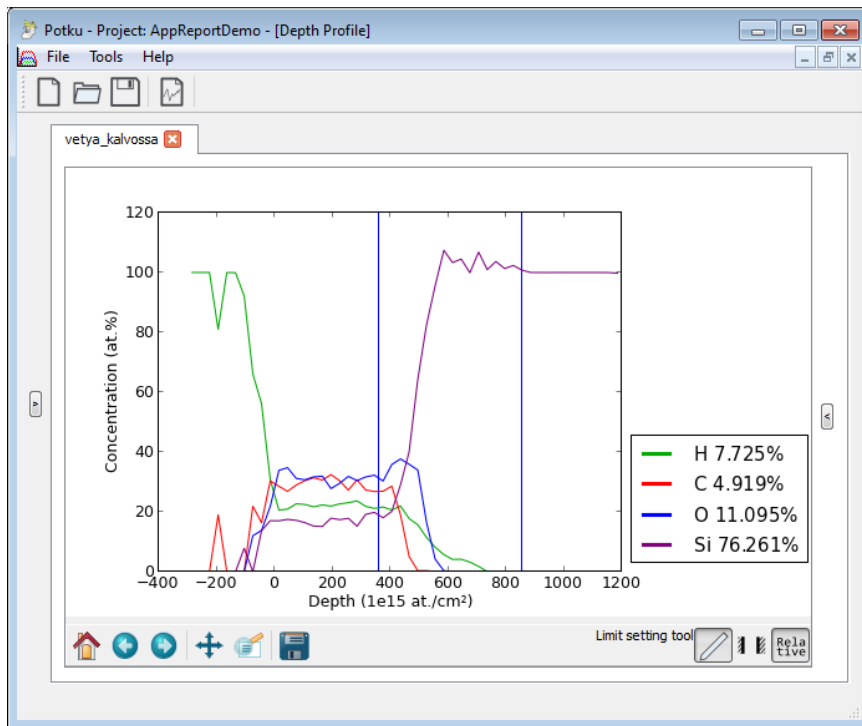 Potku - Project: AppReportDemo - [Depth Profile]
File Tools Help
vetya_kalvossa
120
100
80
60
40
20
0
Concentration (at.%)
−400 −200 0 200 400 600 800 1000 1200
Depth (1e15 at./cm²)
H 7.725%
C 4.919%
O 11.095%
Si 76.261%
Limit setting tool
Rela
tive